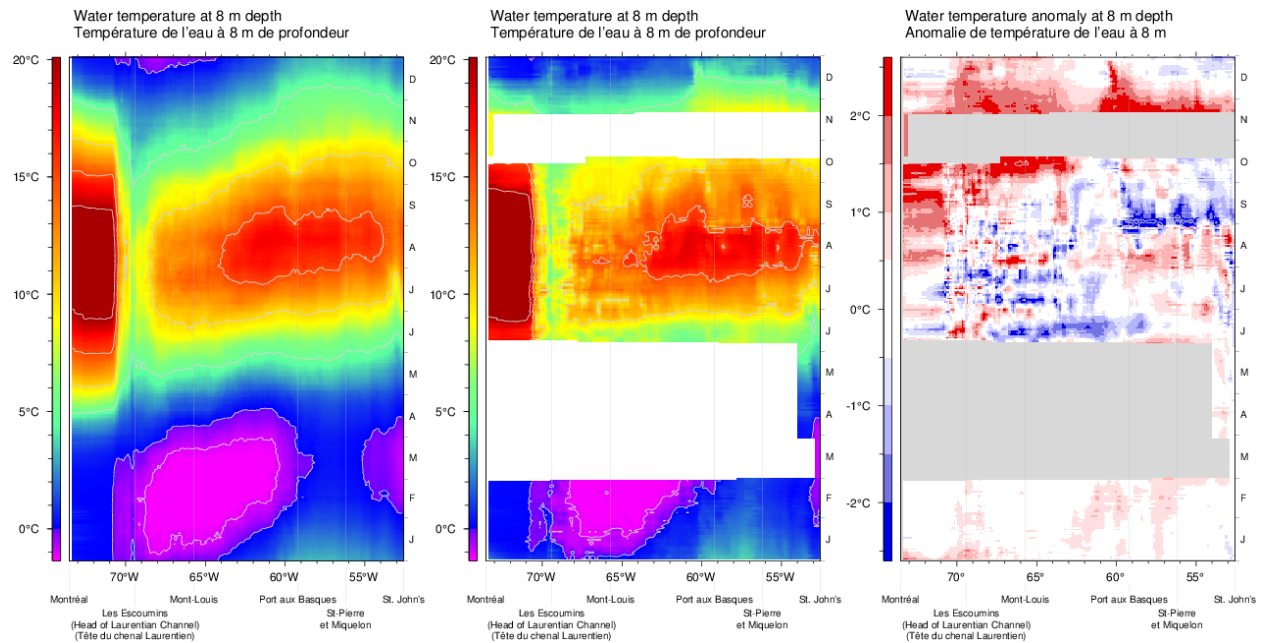 Water temperature at 8 m depth
Température de l'eau à 8 m de profondeur
20°C
15°C
10°C
5°C
0°C
D
N
O
S
A
J
J
M
A
M
F
J
70°W
65°W
60°W
55°W
Montréal
Mont-Louis
Port aux Basques
St. John's
Les Escoumins
(Head of Laurentian Channel)
(Tête du chenal Laurentien)
St-Pierre
et Miquelon
Water temperature at 8 m depth
Température de l'eau à 8 m de profondeur
20°C
15°C
10°C
5°C
0°C
D
N
O
S
A
J
J
M
A
M
F
J
70°W
65°W
60°W
55°W
Montréal
Mont-Louis
Port aux Basques
St. John's
Les Escoumins
(Head of Laurentian Channel)
(Tête du chenal Laurentien)
St-Pierre
et Miquelon
Water temperature anomaly at 8 m depth
Anomalie de température de l'eau à 8 m
2°C
1°C
0°C
-1°C
-2°C
D
N
O
S
A
J
J
M
A
M
F
J
70°
65°
60°
55°
Montréal
Mont-Louis
Port aux Basques
St. John's
Les Escoumins
(Head of Laurentian Channel)
(Tête du chenal Laurentien)
St-Pierre
et Miquelon